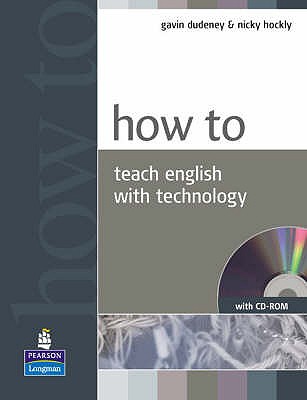 gavin dudeney & nicky hockly
how to
how to
teach english
with technology
with CD-ROM
PEARSON
Longman